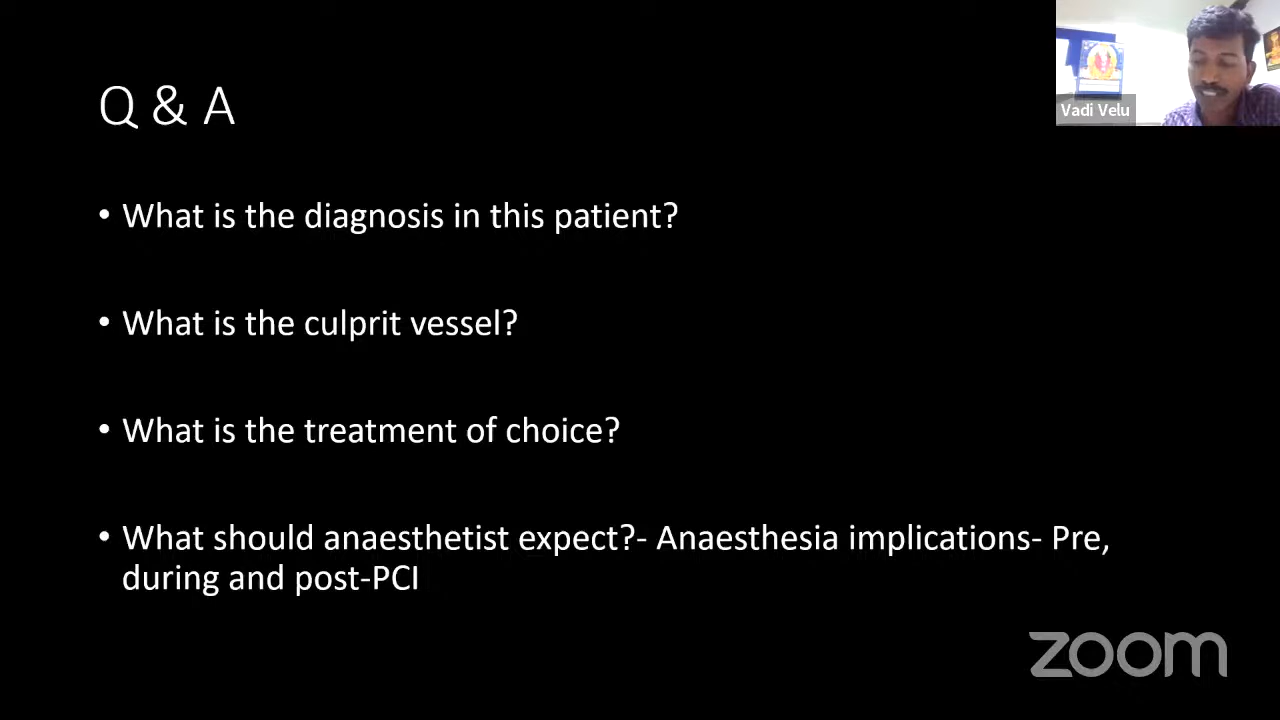 Q & A
Vadi Velu
• What is the diagnosis in this patient?
• What is the culprit vessel?
• What is the treatment of choice?
• What should anaesthetist expect?- Anaesthesia implications- Pre,
during and post-PCI
zoom